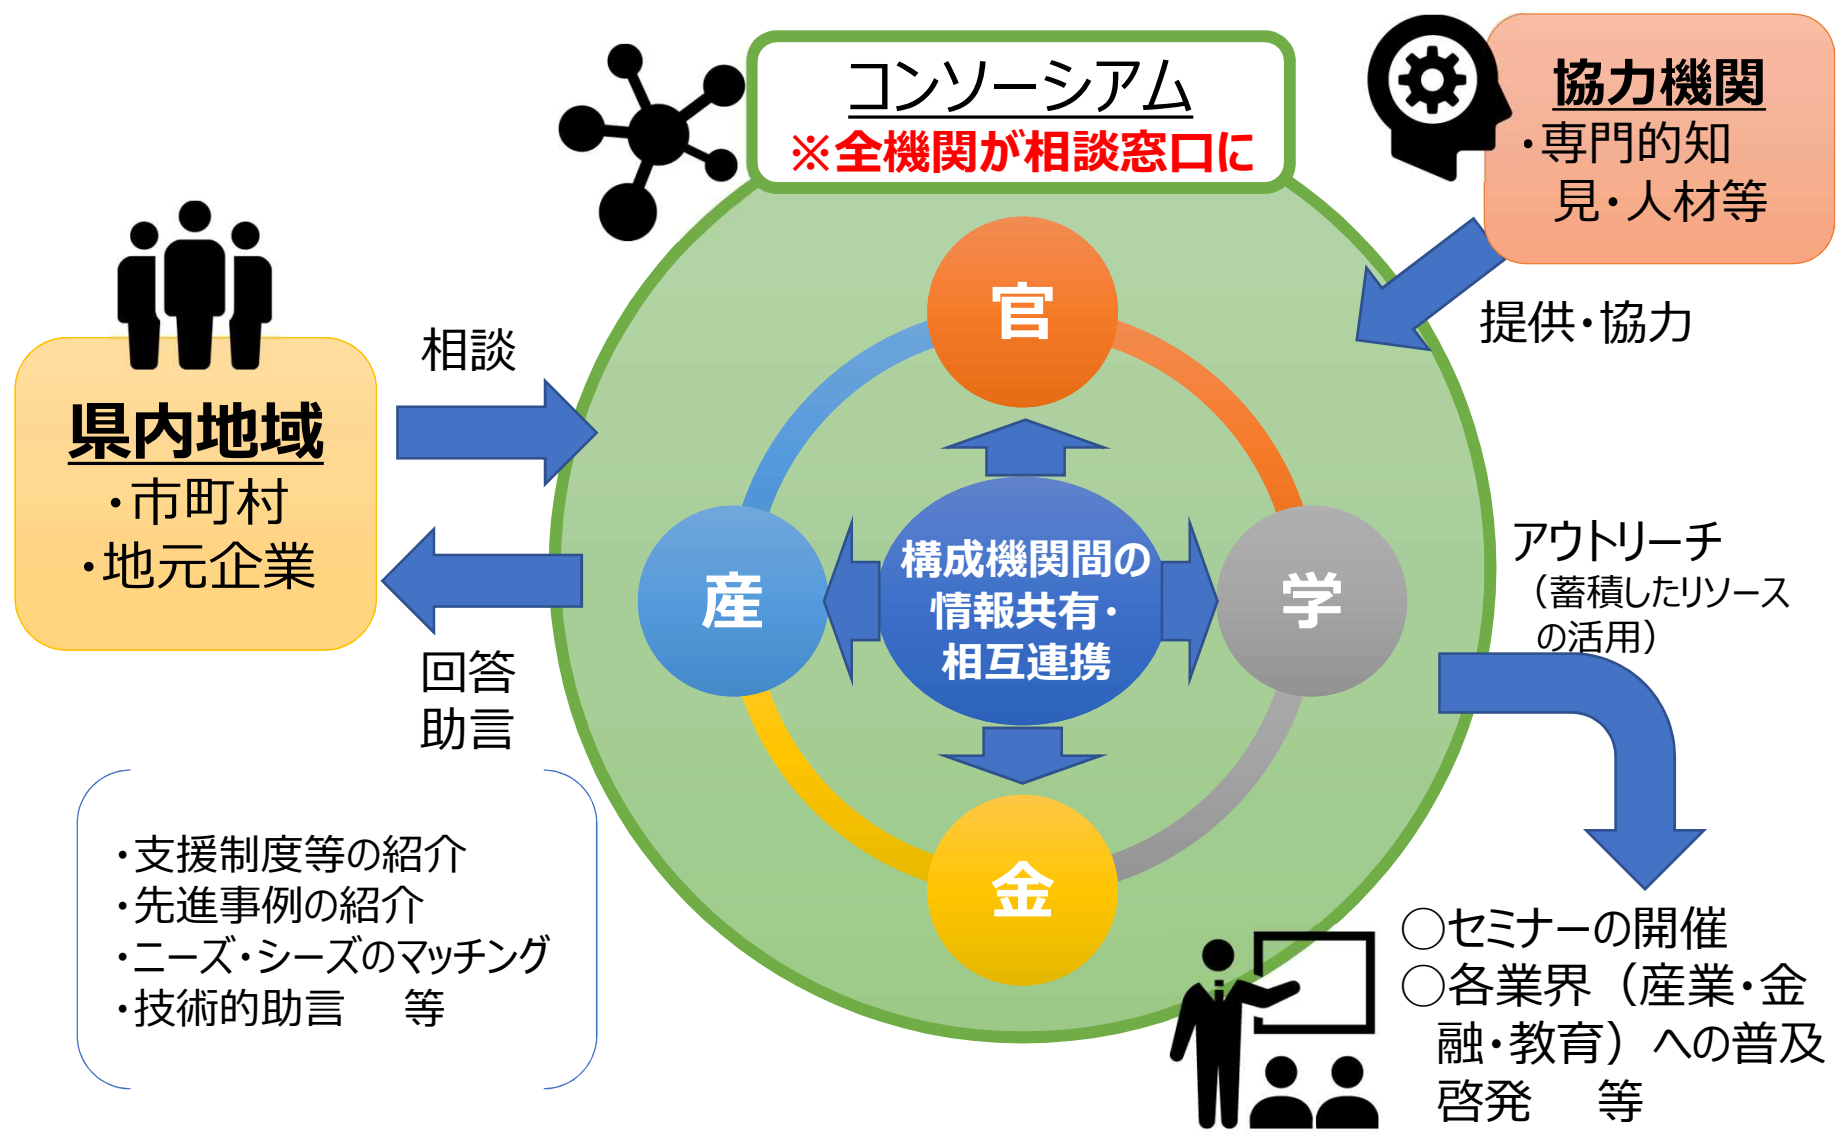 コンソーシアム
※全機関が相談窓口に
協力機関
・専門的知
見・人材等
提供・協力
県内地域
・市町村
・地元企業
相談
回答
助言
官
産
学
金
構成機関間の
情報共有・
相互連携
アウトリーチ
（蓄積したリソース
の活用）
・支援制度等の紹介
・先進事例の紹介
・ニーズ・シーズのマッチング
・技術的助言　等
○セミナーの開催
○各業界（産業・金
融・教育）への普及
啓発　等